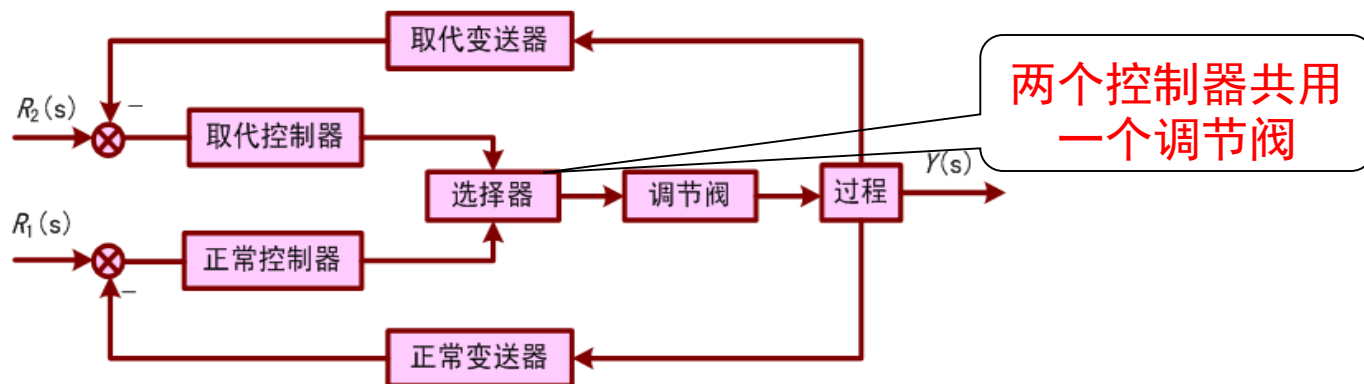 取代变送器
两个控制器共用
一个调节阀
R₂(s)
−
取代控制器
Y(s)
选择器
调节阀
过程
R₁(s)
正常控制器
−
正常变送器